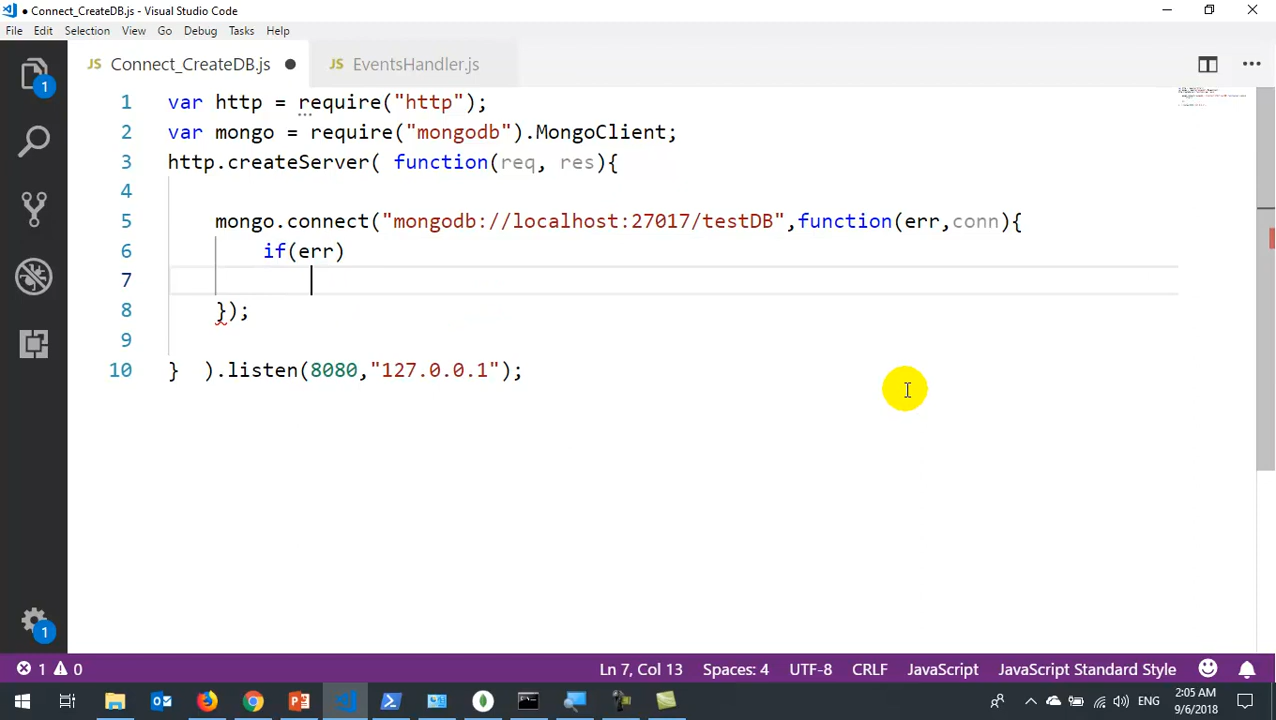 Connect_CreateDB.js - Visual Studio Code
File Edit Selection View Go Debug Tasks Help
JS Connect_CreateDB.js JS EventsHandler.js
1 var http = require("http");
2 var mongo = require("mongodb").MongoClient;
3 http.createServer( function(req, res){
4
5 mongo.connect("mongodb://localhost:27017/testDB",function(err,conn){
6 if(err)
7
8 });
9
10 } ).listen(8080,"127.0.0.1");
1
1
1 0 Ln 7, Col 13 Spaces: 4 UTF-8 CRLF JavaScript JavaScript Standard Style
ENG 2:05 AM
9/6/2018